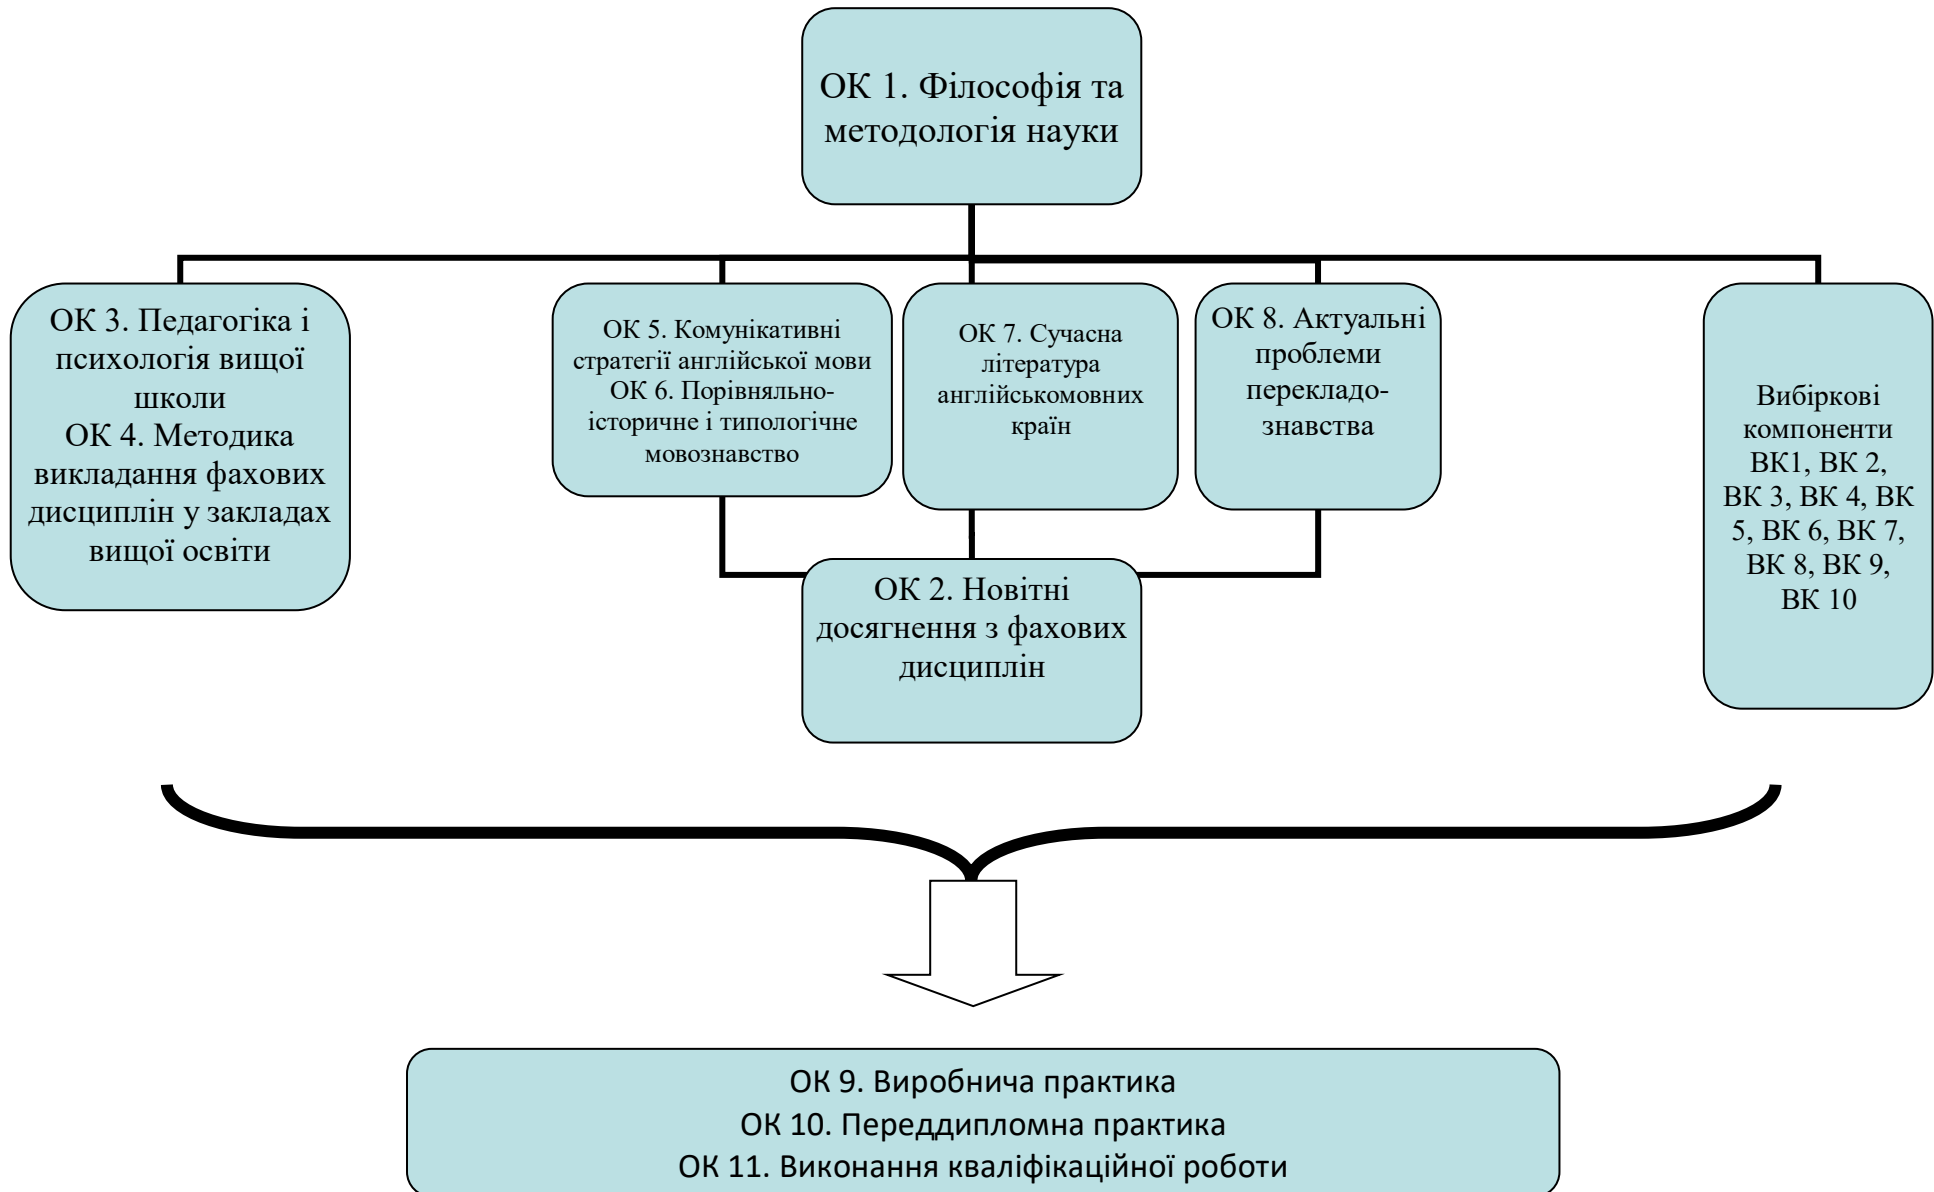 ОК 1. Філософія та
методологія науки
ОК 3. Педагогіка і
психологія вищої
школи
ОК 4. Методика
викладання фахових
дисциплін у закладах
вищої освіти
ОК 5. Комунікативні
стратегії англійської мови
ОК 6. Порівняльно-
історичне і типологічне
мовознавство
ОК 7. Сучасна
література
англійськомовних
країн
ОК 8. Актуальні
проблеми
перекладо-
знавства
Вибіркові
компоненти
ВК1, ВК 2,
ВК 3, ВК 4, ВК
5, ВК 6, ВК 7,
ВК 8, ВК 9,
ВК 10
ОК 2. Новітні
досягнення з фахових
дисциплін
ОК 9. Виробнича практика
ОК 10. Переддипломна практика
ОК 11. Виконання кваліфікаційної роботи